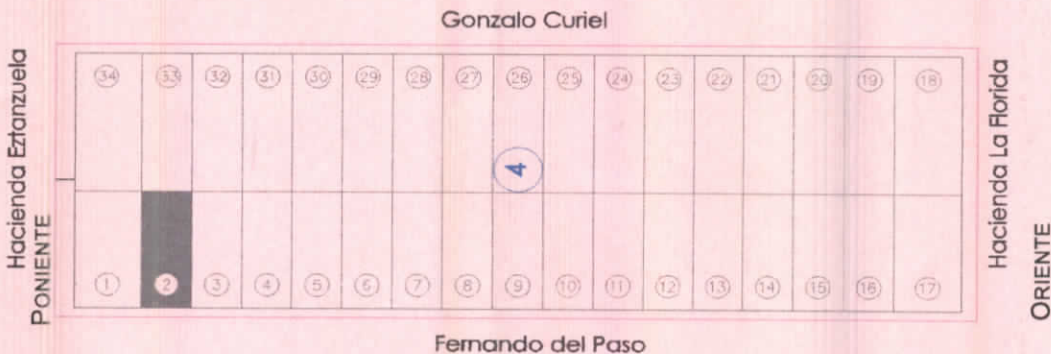 Gonzalo Curiel
Hacienda Eztanzuela
PONIENTE
34 33 32 31 30 29 28 27 26 25 24 23 22 21 20 19 18
4
1 2 3 4 5 6 7 8 9 10 11 12 13 14 15 16 17
Hacienda La Florida
ORIENTE
Fernando del Paso